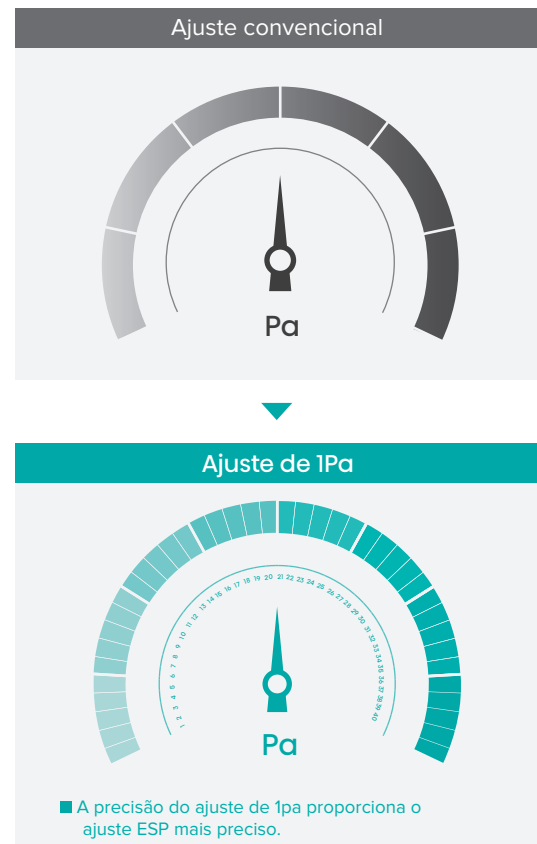 Ajuste convencional
Pa
Ajuste de 1Pa
1 2 3 4 5 6 7 8 9 10 11 12 13 14 15 16 17 18 19 20 21 22 23 24 25 26 27 28 29 30 31 32 33 34 35 36 37 38 39 40
Pa
A precisão do ajuste de 1pa proporciona o
ajuste ESP mais preciso.